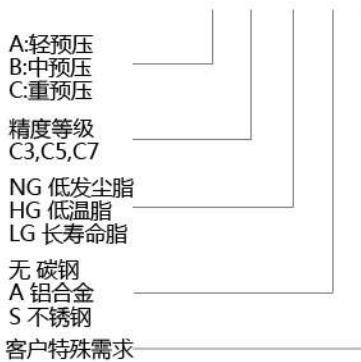 A:轻预压
B:中预压
C:重预压
精度等级
C3,C5,C7
NG 低发尘脂
HG 低温脂
LG 长寿命脂
无 碳钢
A 铝合金
S 不锈钢
客户特殊需求